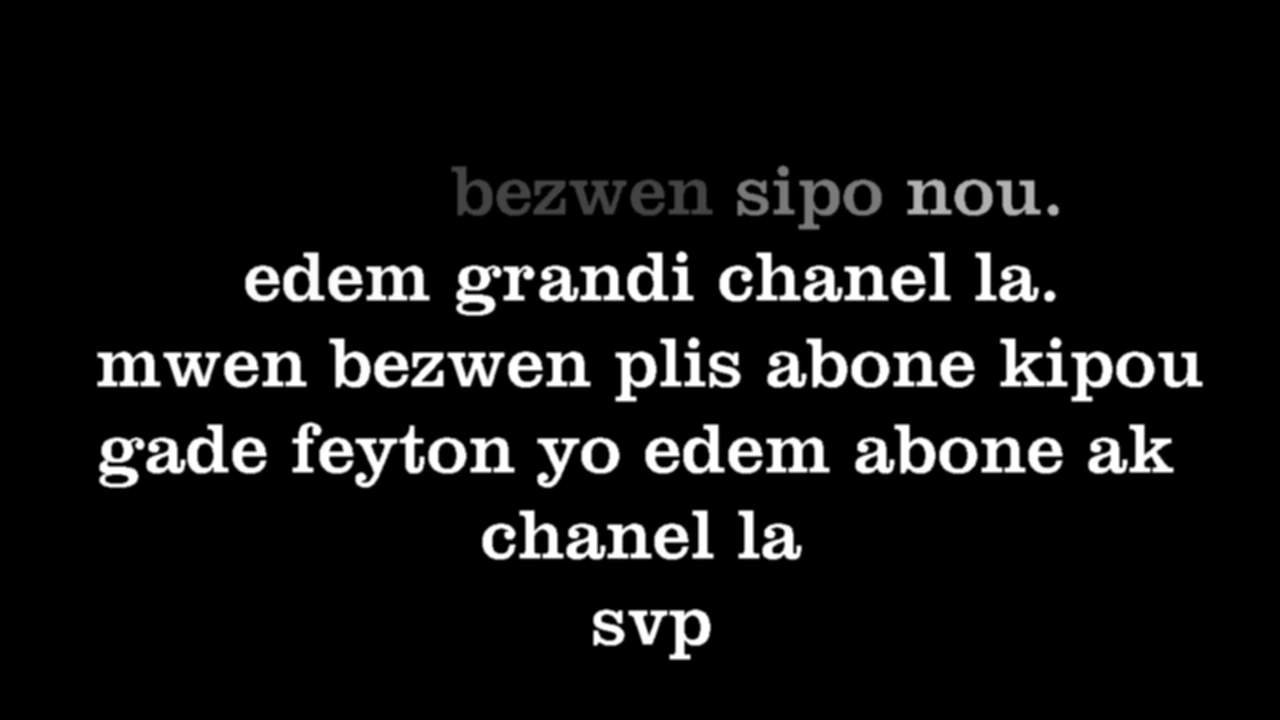 bezwen sipo nou.
edem grandi chanel la.
mwen bezwen plis abone kipou
gade feyton yo edem abone ak
chanel la
svp